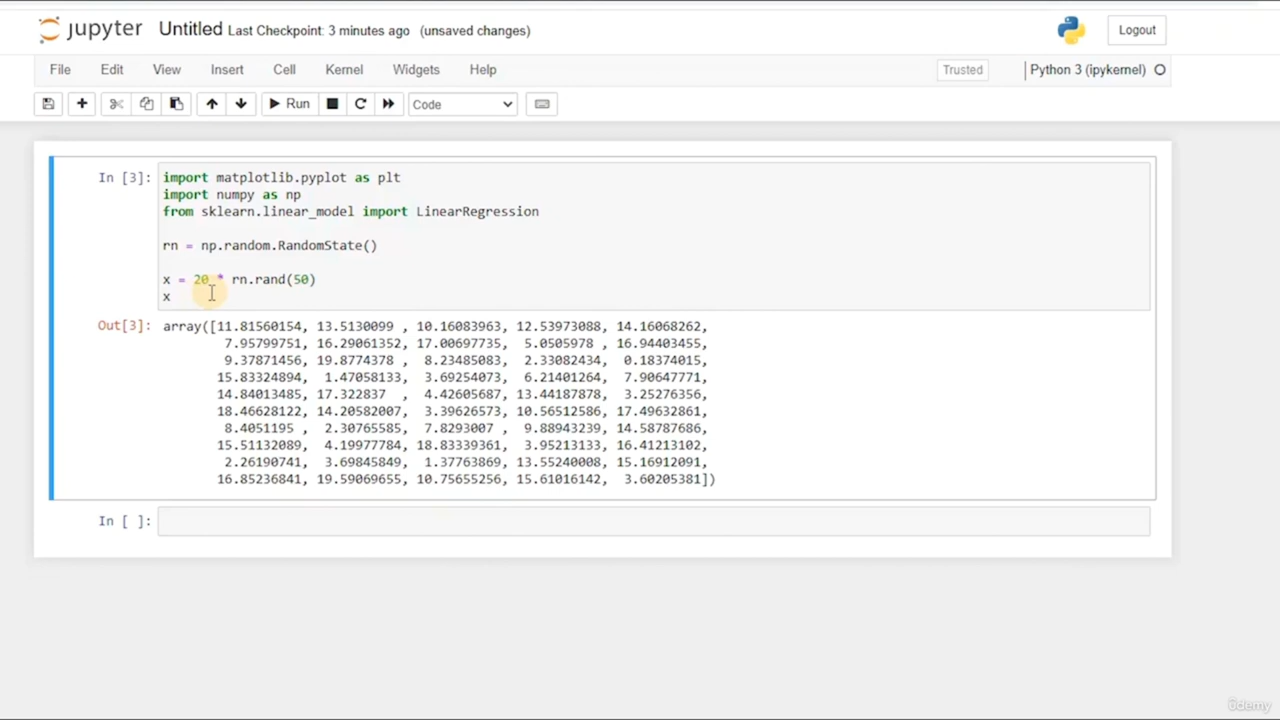 jupyter Untitled Last Checkpoint: 3 minutes ago (unsaved changes) Logout
File Edit View Insert Cell Kernel Widgets Help Trusted Python 3 (ipykernel)
Run Code
In [3]: import matplotlib.pyplot as plt
import numpy as np
from sklearn.linear_model import LinearRegression
rn = np.random.RandomState()
x = 20 * rn.rand(50)
x
Out[3]: array([11.81560154, 13.5130099 , 10.16083963, 12.53973088, 14.16068262,
7.95799751, 16.29061352, 17.00697735, 5.0505978 , 16.94403455,
9.37871456, 19.8774378 , 8.23485083, 2.33082434, 0.18374015,
15.83324894, 1.47058133, 3.69254073, 6.21401264, 7.90647771,
14.84013485, 17.322837 , 4.42605687, 13.44187878, 3.25276356,
18.46628122, 14.20582007, 3.39626573, 10.56512586, 17.49632861,
8.4051195 , 2.30765585, 7.8293007 , 9.88943239, 14.58787686,
15.51132089, 4.19977784, 18.83339361, 3.95213133, 16.41213102,
2.26190741, 3.69845849, 1.37763869, 13.55240008, 15.16912091,
16.85236841, 19.59069655, 10.75655256, 15.61016142, 3.60205381])
In [ ]:
ûdemy